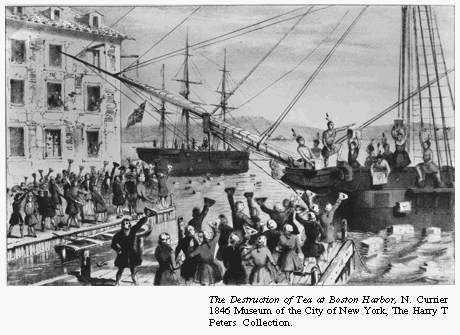 The Destruction of Tea at Boston Harbor, N. Currier
1846 Museum of the City of New York, The Harry T
Peters Collection.